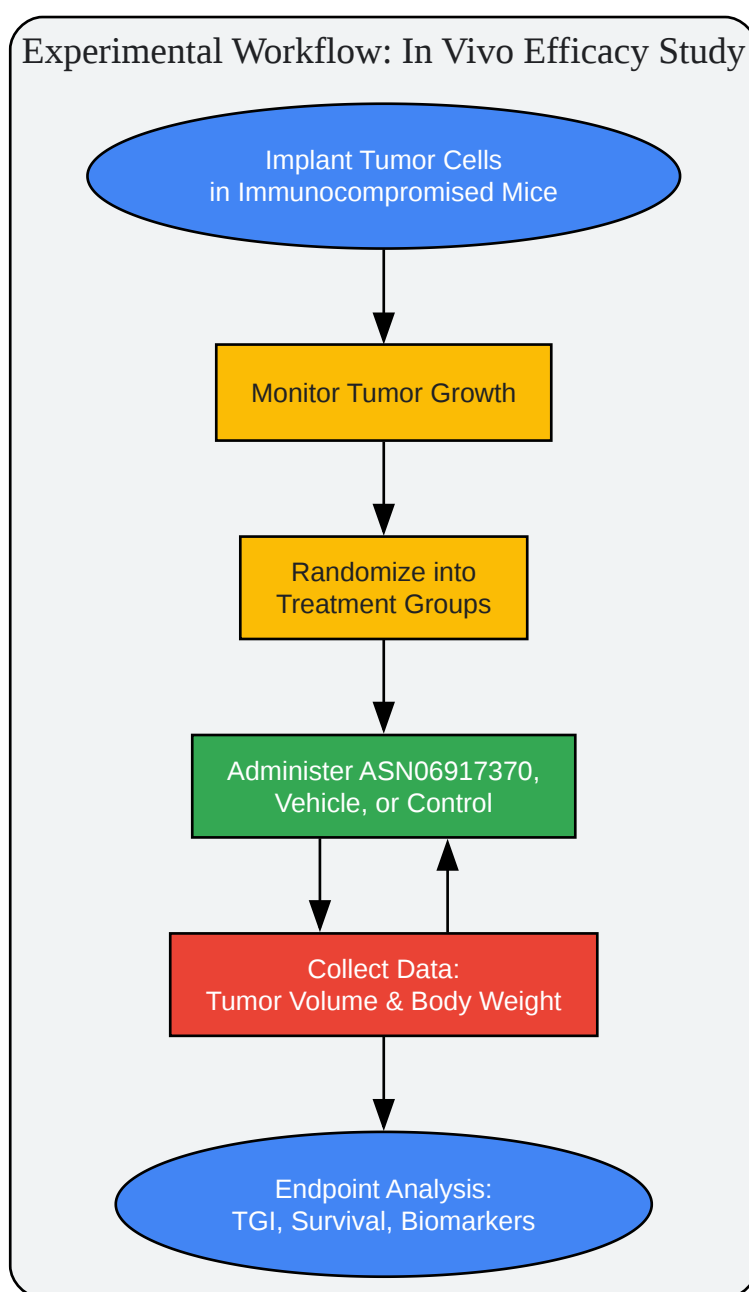 Experimental Workflow: In Vivo Efficacy Study
Implant Tumor Cells
in Immunocompromised Mice
Monitor Tumor Growth
Randomize into
Treatment Groups
Administer ASN06917370,
Vehicle, or Control
Collect Data:
Tumor Volume & Body Weight
Endpoint Analysis:
TGI, Survival, Biomarkers